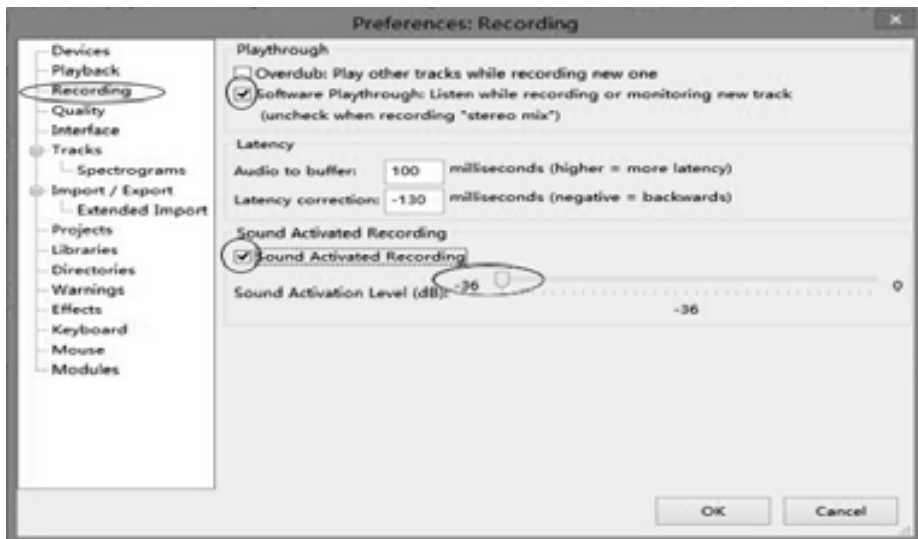 Preferences: Recording
Devices
Playback
Recording
Quality
Interface
Tracks
Spectrograms
Import / Export
Extended Import
Projects
Libraries
Directories
Warnings
Effects
Keyboard
Mouse
Modules
Playthrough
Overdub: Play other tracks while recording new one
Software Playthrough: Listen while recording or monitoring new track
(uncheck when recording "stereo mix")
Latency
Audio to buffer: 100 milliseconds (higher = more latency)
Latency correction: -130 milliseconds (negative = backwards)
Sound Activated Recording
Sound Activated Recording
Sound Activation Level (dB): -36 0
-36
OK Cancel